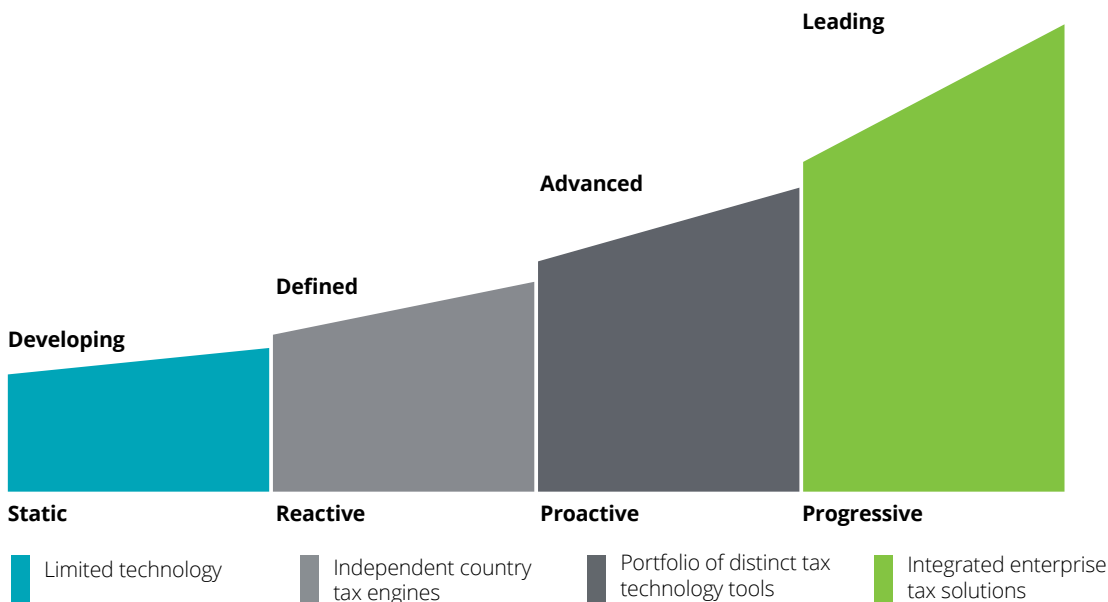 Leading
Advanced
Defined
Developing
Static
Reactive
Proactive
Progressive
Limited technology
Independent country
tax engines
Portfolio of distinct tax
technology tools
Integrated enterprise
tax solutions